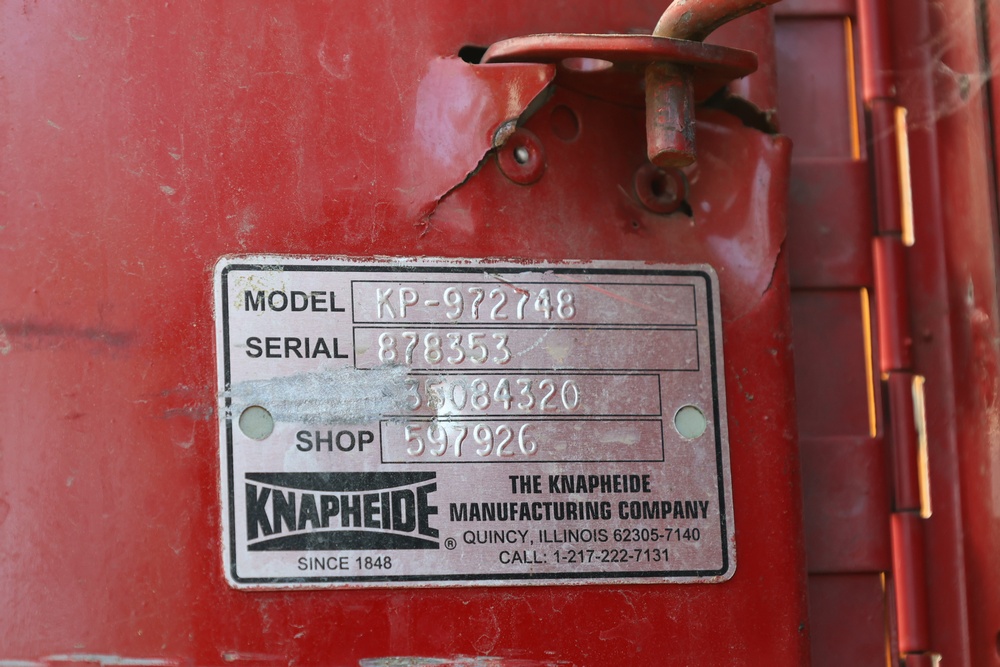 MODEL KP-972748
SERIAL 878353
084320
SHOP 597926
KNAPHEIDE ®
SINCE 1848
THE KNAPHEIDE
MANUFACTURING COMPANY
QUINCY, ILLINOIS 62305-7140
CALL: 1-217-222-7131